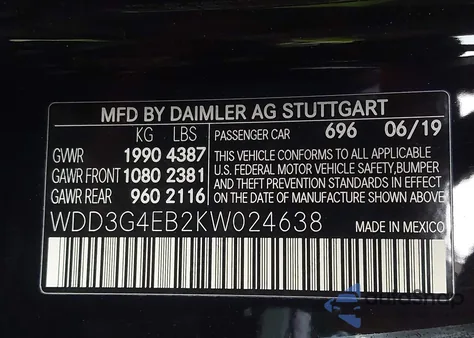 MFD BY DAIMLER AG STUTTGART
KG LBS
GVWR 1990 4387
GAWR FRONT 1080 2381
GAWR REAR 960 2116
PASSENGER CAR 696 06/19
THIS VEHICLE CONFORMS TO ALL APPLICABLE
U.S. FEDERAL MOTOR VEHICLE SAFETY,BUMPER
AND THEFT PREVENTION STANDARDS IN EFFECT
ON THE DATE OF MANUFACTURE SHOWN ABOVE.
WDD3G4EB2KW024638
MADE IN MEXICO
AutoShop